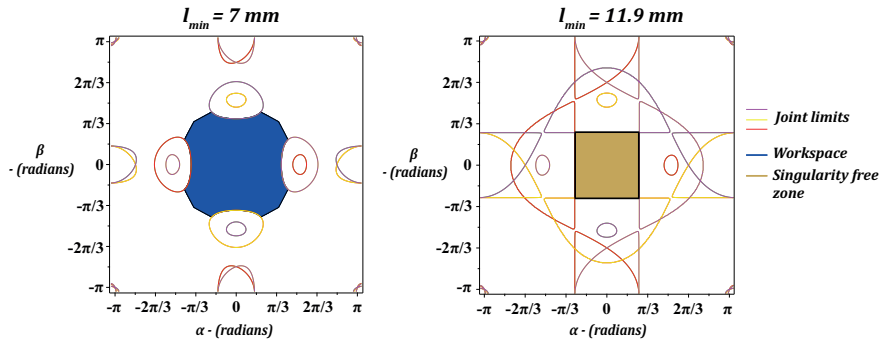 l_min = 7 mm
l_min = 11.9 mm
π
2π/3
π/3
0
-π/3
-2π/3
-π
β
- (radians)
-π
-2π/3
-π/3
0
π/3
2π/3
π
α - (radians)
π
2π/3
π/3
0
-π/3
-2π/3
-π
β
- (radians)
-π
-2π/3
-π/3
0
π/3
2π/3
π
α - (radians)
Joint limits
Workspace
Singularity free
zone